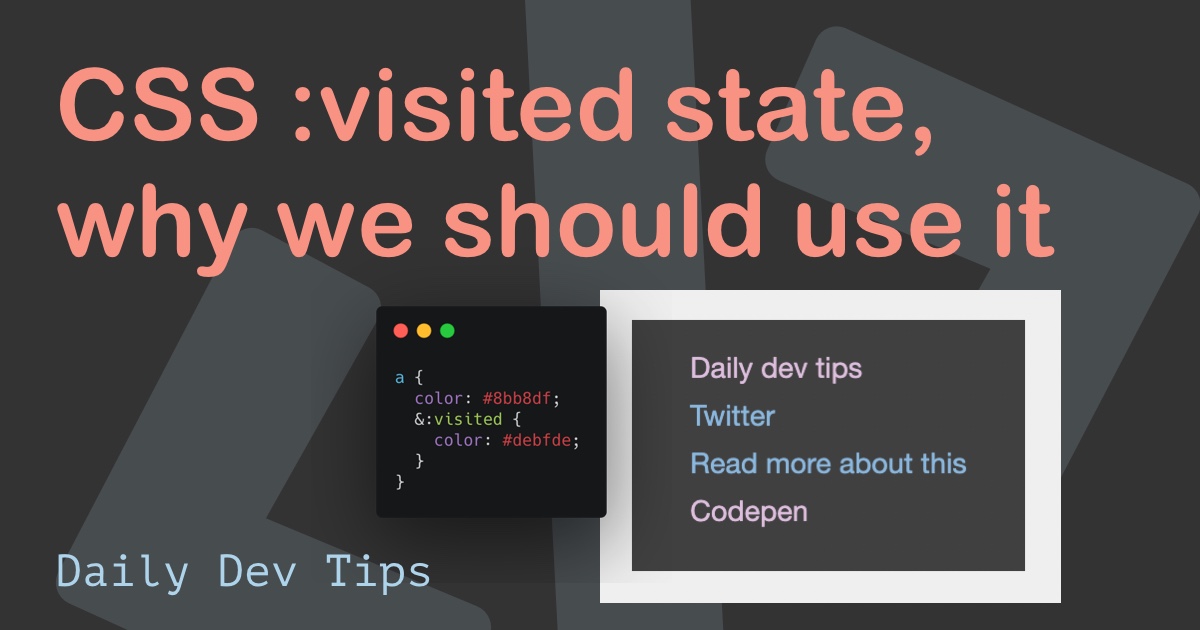 CSS :visited state,
why we should use it
a {
  color: #8bb8df;
  &:visited {
    color: #debfde;
  }
}
Daily dev tips
Twitter
Read more about this
Codepen
Daily Dev Tips